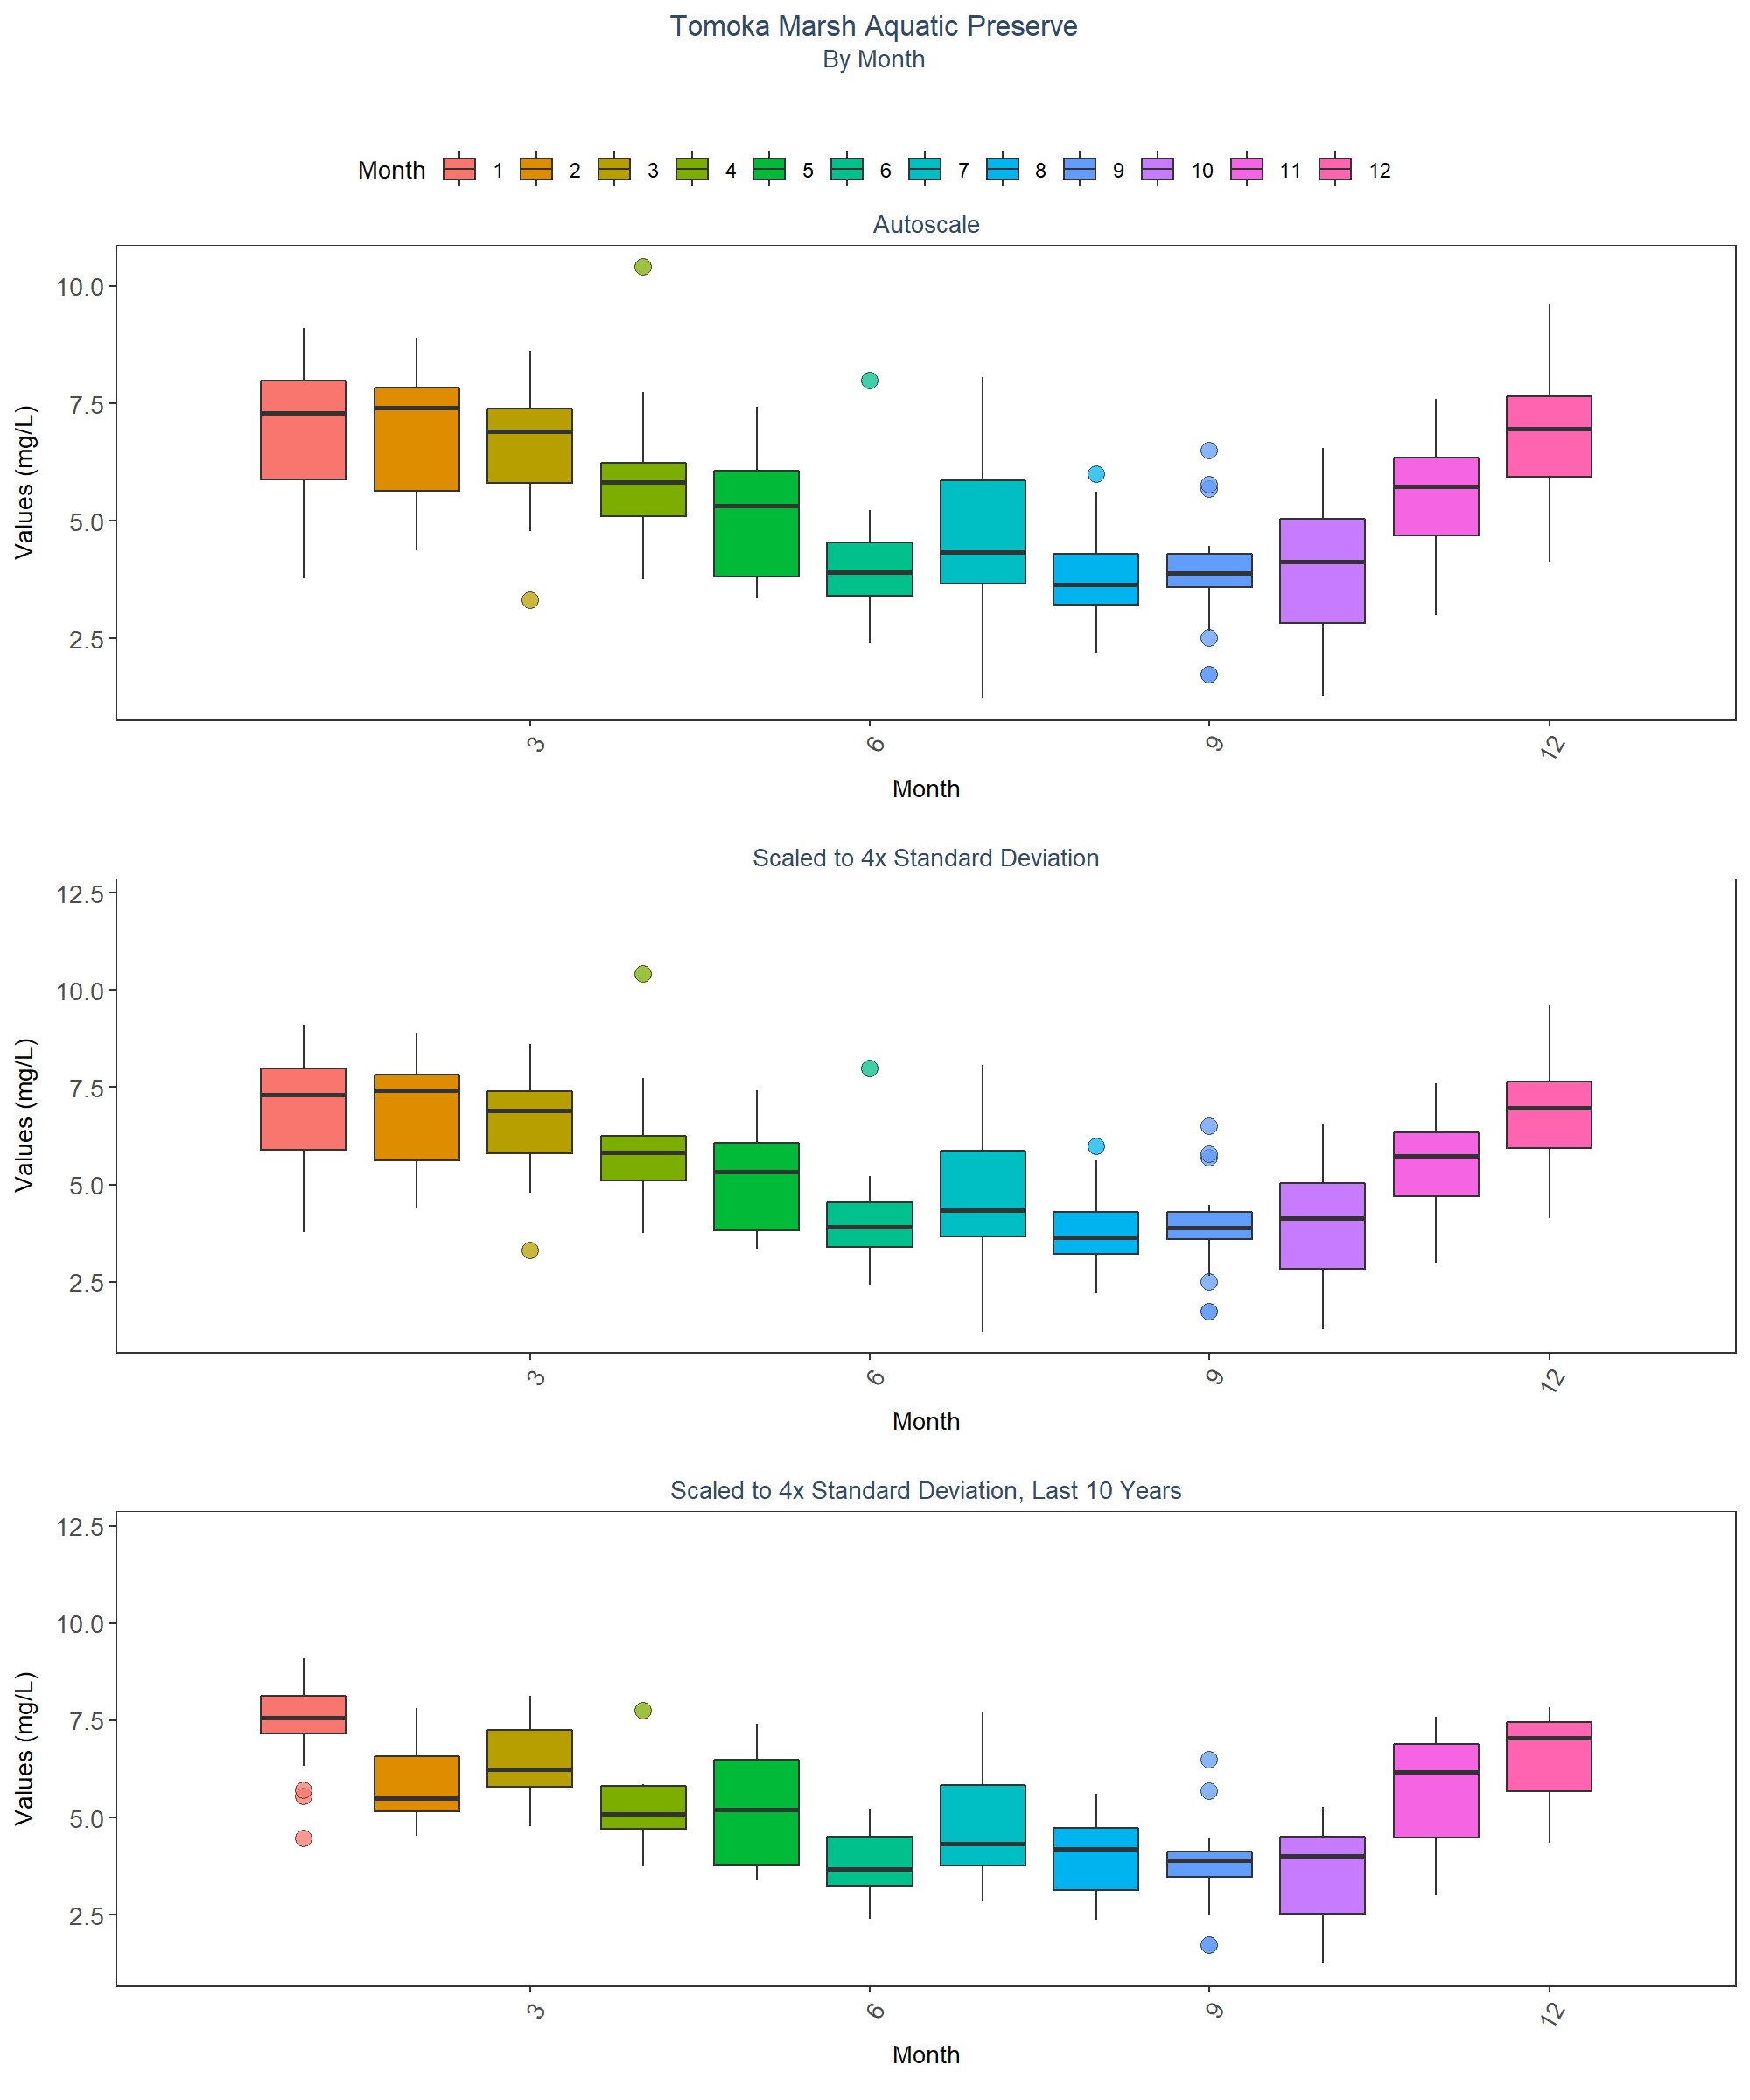 Tomoka Marsh Aquatic Preserve
By Month
Month 1 2 3 4 5 6 7 8 9 10 11 12
Autoscale
Values (mg/L)
10.0
7.5
5.0
2.5
3 6 9 12
Month
Scaled to 4x Standard Deviation
Values (mg/L)
12.5
10.0
7.5
5.0
2.5
3 6 9 12
Month
Scaled to 4x Standard Deviation, Last 10 Years
Values (mg/L)
12.5
10.0
7.5
5.0
2.5
3 6 9 12
Month